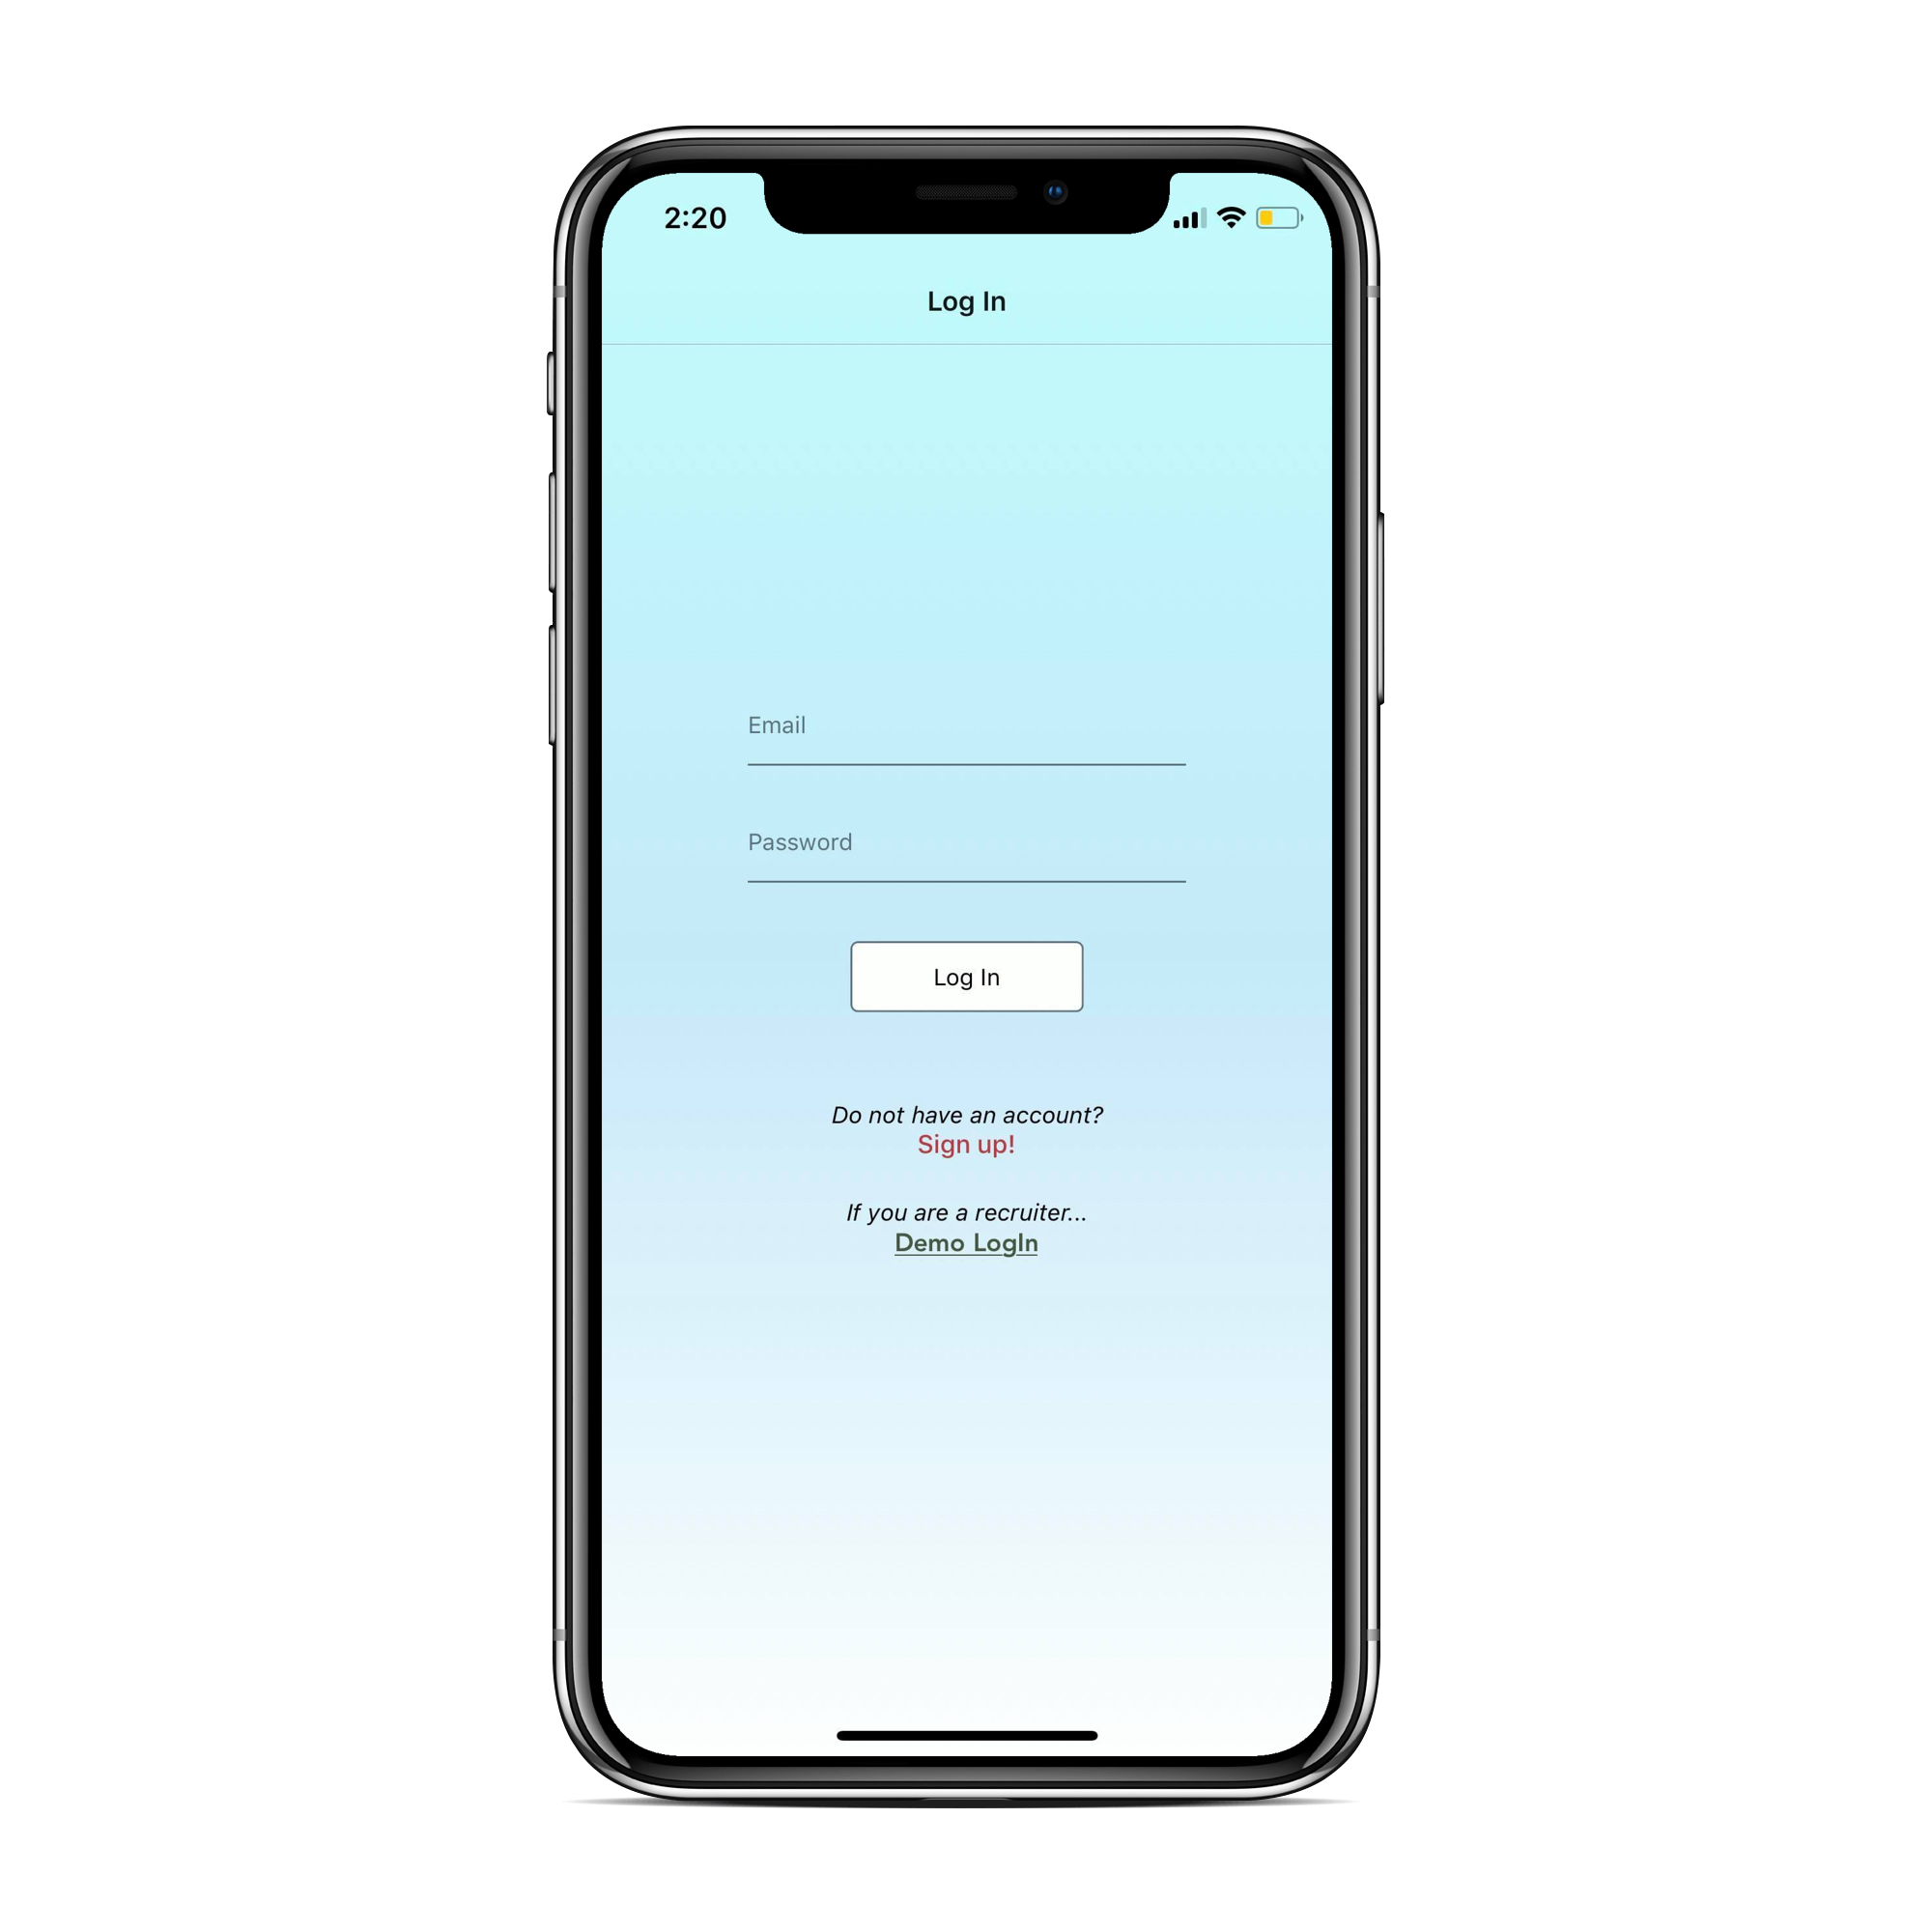 2:20
Log In
Email
Password
Log In
Do not have an account?
Sign up!
If you are a recruiter...
Demo LogIn